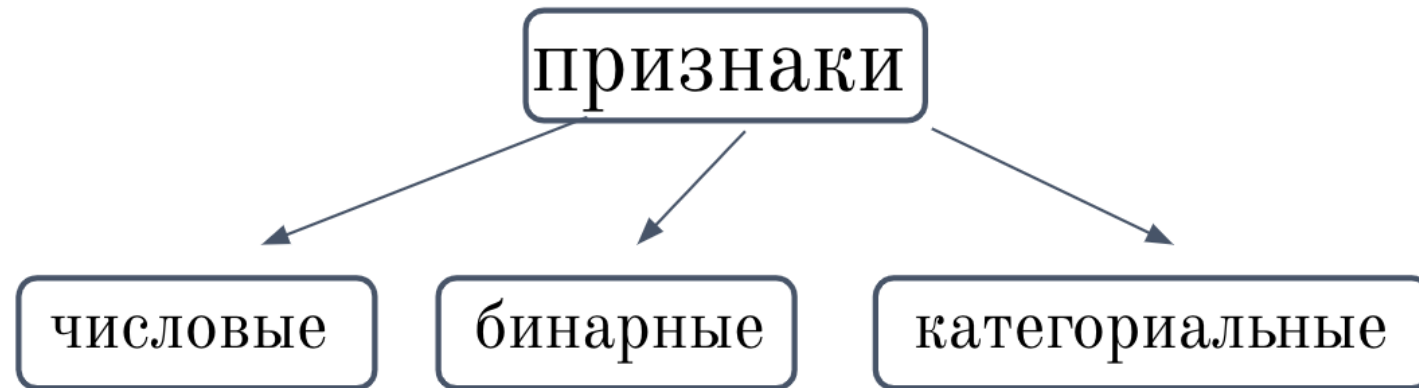 признаки
числовые
бинарные
категориальные